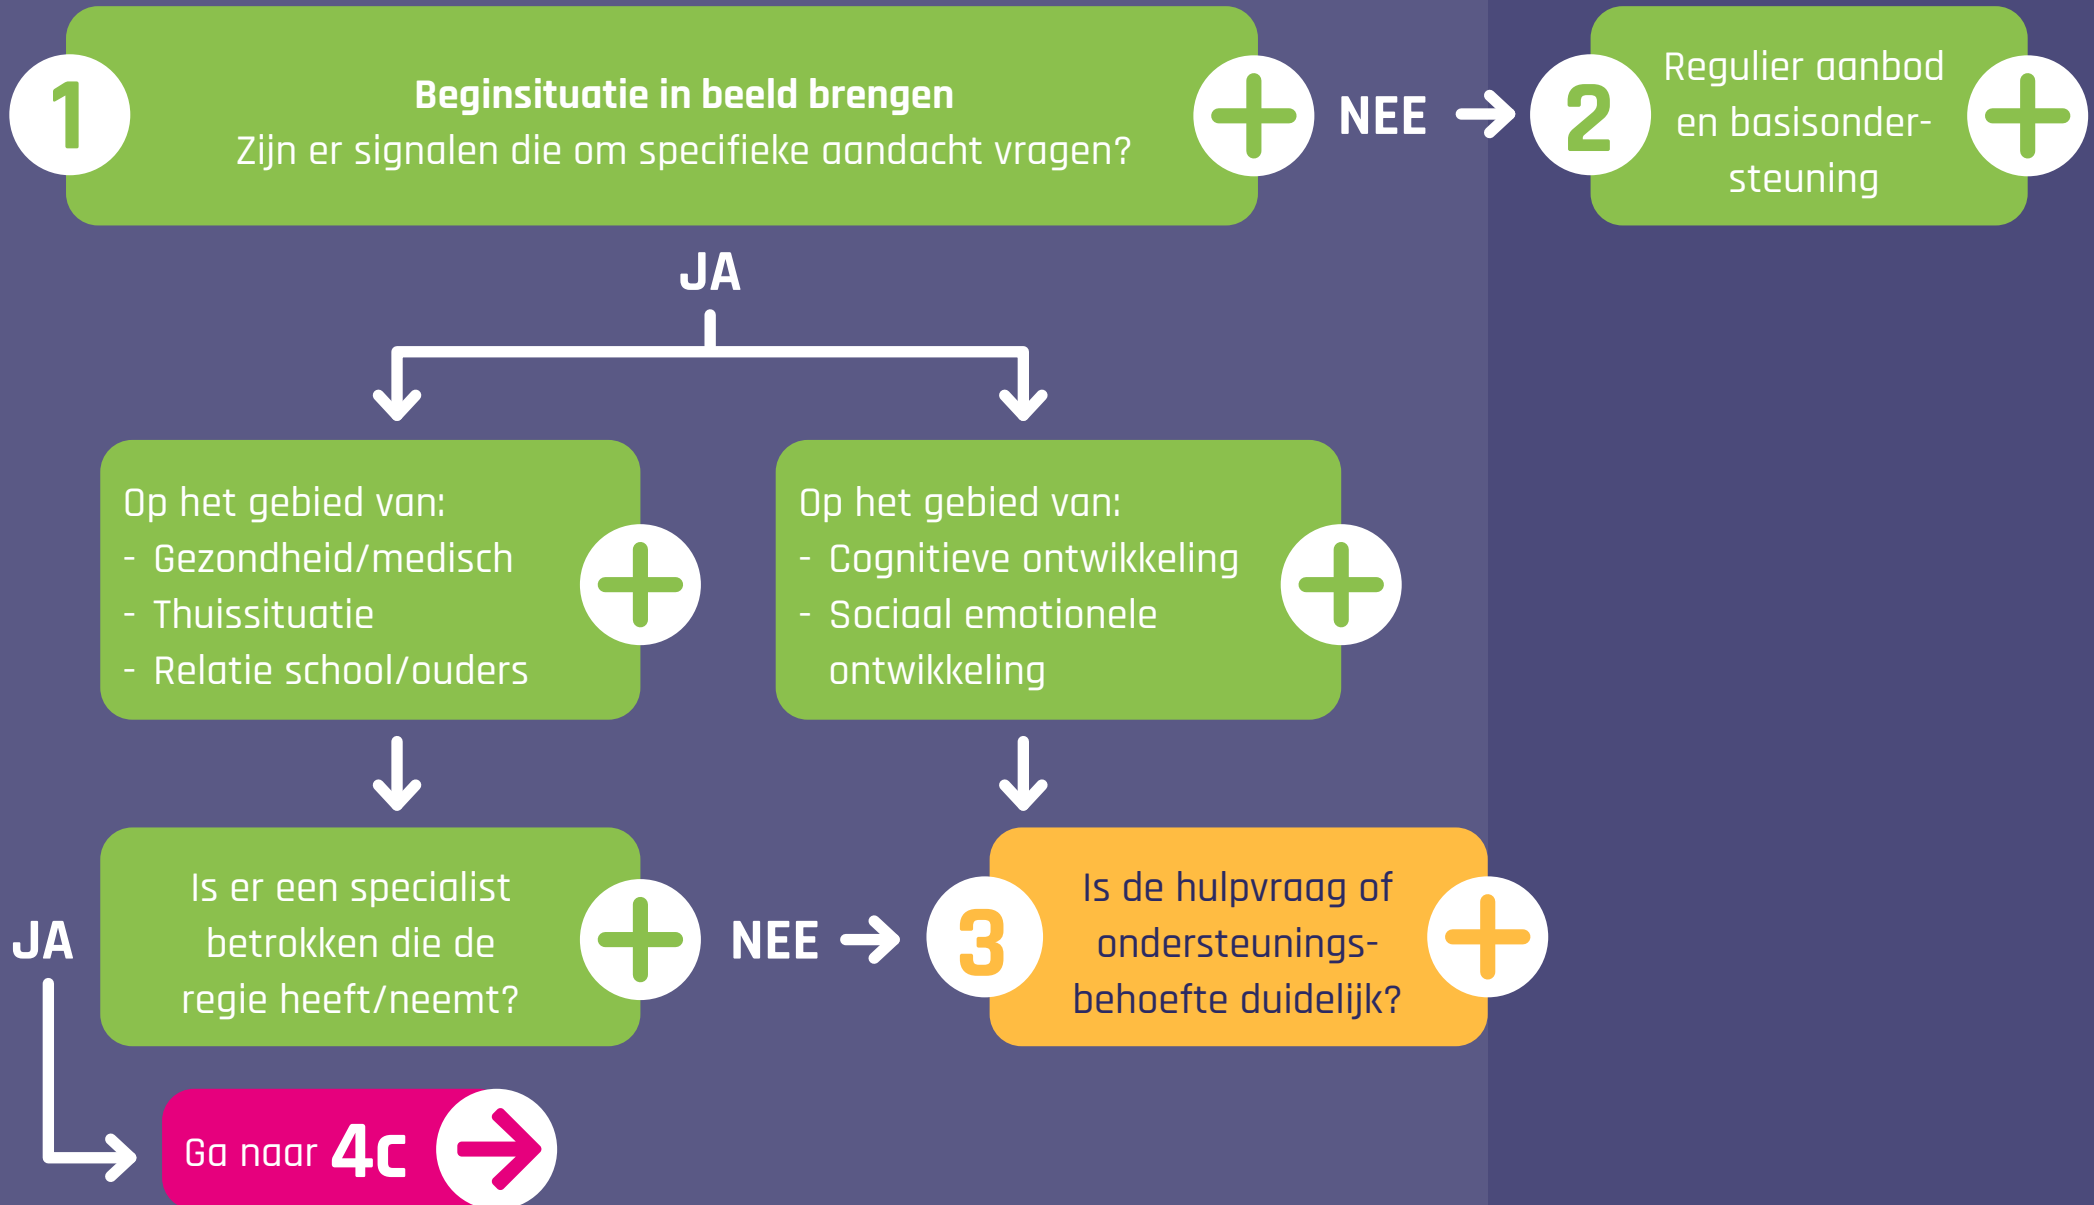 1
Beginsituatie in beeld brengen
Zijn er signalen die om specifieke aandacht vragen?
NEE
2
Regulier aanbod
en basisonder-
steuning
JA
Op het gebied van:
- Gezondheid/medisch
- Thuissituatie
- Relatie school/ouders
Op het gebied van:
- Cognitieve ontwikkeling
- Sociaal emotionele
ontwikkeling
JA
Is er een specialist
betrokken die de
regie heeft/neemt?
NEE
3
Is de hulpvraag of
ondersteunings-
behoefte duidelijk?
Ga naar 4c